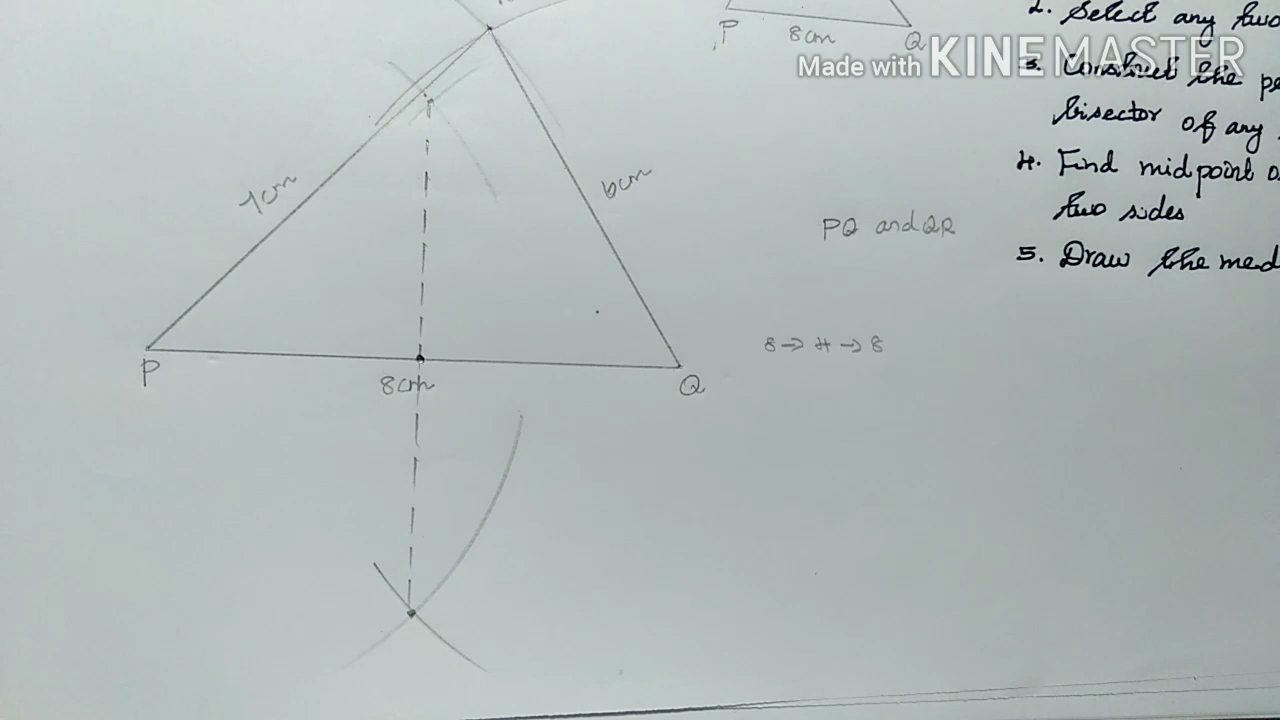 2. Select any two
P 8cm Q
Made with KINEMASTER
3. Construct the pe
bisector of any
7cm
6cm
4. Find midpoint o
two sides
PQ and QR
5. Draw the med
8 → 4 → 8
P
8cm
Q